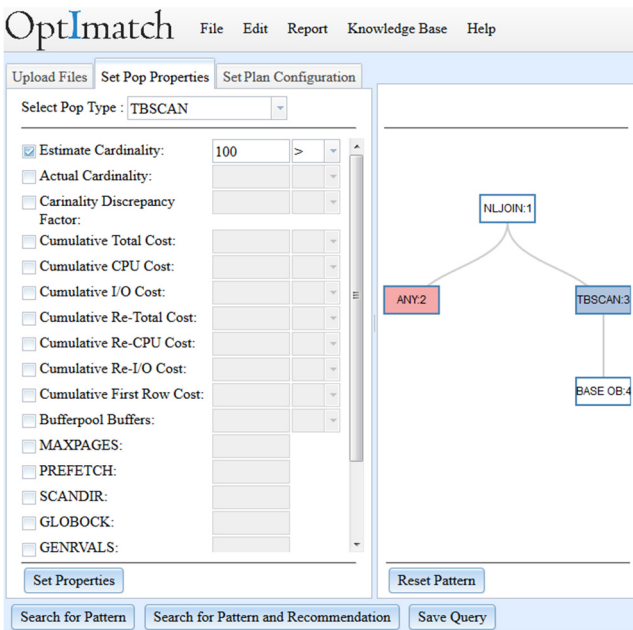 OptImatch File Edit Report Knowledge Base Help
Upload Files Set Pop Properties Set Plan Configuration
Select Pop Type : TBSCAN
Estimate Cardinality: 100 >
Actual Cardinality:
Carinality Discrepancy
Factor:
Cumulative Total Cost:
Cumulative CPU Cost:
Cumulative I/O Cost:
Cumulative Re-Total Cost:
Cumulative Re-CPU Cost:
Cumulative Re-I/O Cost:
Cumulative First Row Cost:
Bufferpool Buffers:
MAXPAGES:
PREFETCH:
SCANDIR:
GLOBOCK:
GENRVALS:
Set Properties
NLJOIN:1
ANY:2 TBSCAN:3
BASE OB:4
Reset Pattern
Search for Pattern Search for Pattern and Recommendation Save Query